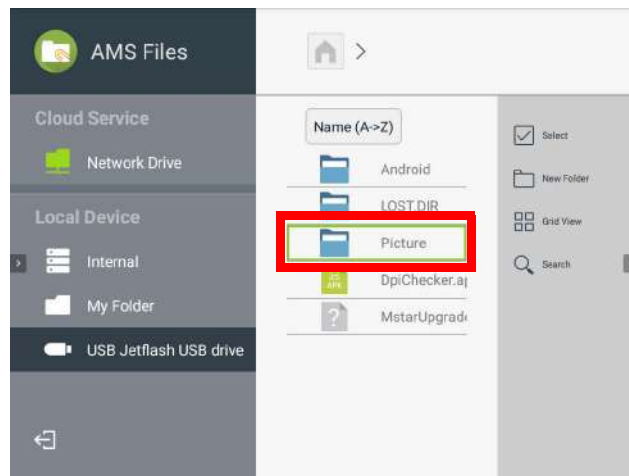 AMS Files
>
Cloud Service
Network Drive
Local Device
Internal
My Folder
USB Jetflash USB drive
Name (A->Z)
Android
LOST.DIR
Picture
DpiChecker.ap
MstarUpgrad
Select
New Folder
Grid View
Search